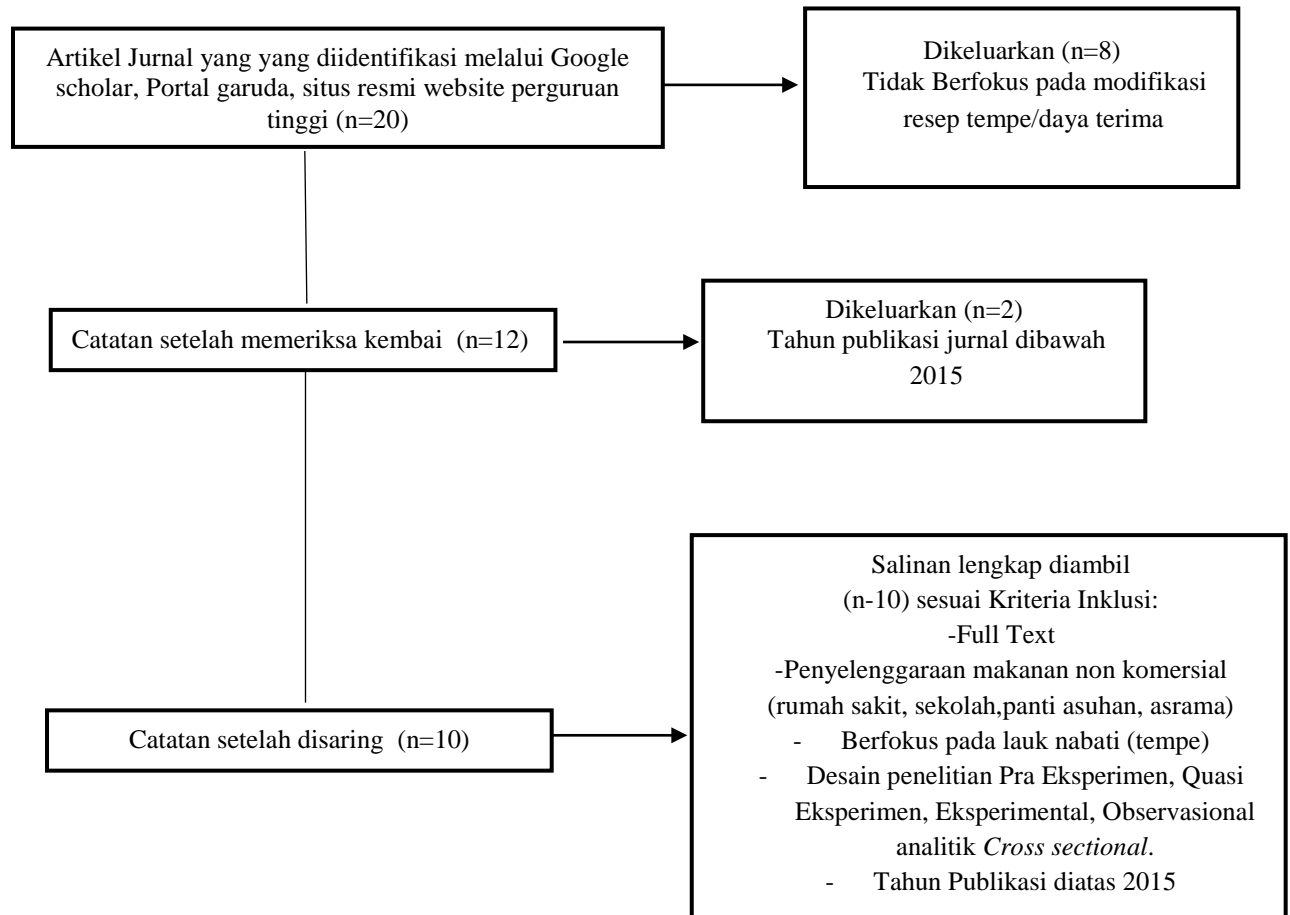 Artikel Jurnal yang yang diidentifikasi melalui Google
scholar, Portal garuda, situs resmi website perguruan
tinggi (n=20)
Dikeluarkan (n=8)
Tidak Berfokus pada modifikasi
resep tempe/daya terima
Catatan setelah memeriksa kembai (n=12)
Dikeluarkan (n=2)
Tahun publikasi jurnal dibawah
2015
Catatan setelah disaring (n=10)
Salinan lengkap diambil
(n-10) sesuai Kriteria Inklusi:
-Full Text
-Penyelenggaraan makanan non komersial
(rumah sakit, sekolah,panti asuhan, asrama)
- Berfokus pada lauk nabati (tempe)
- Desain penelitian Pra Eksperimen, Quasi
Eksperimen, Eksperimental, Observasional
analitik Cross sectional.
- Tahun Publikasi diatas 2015